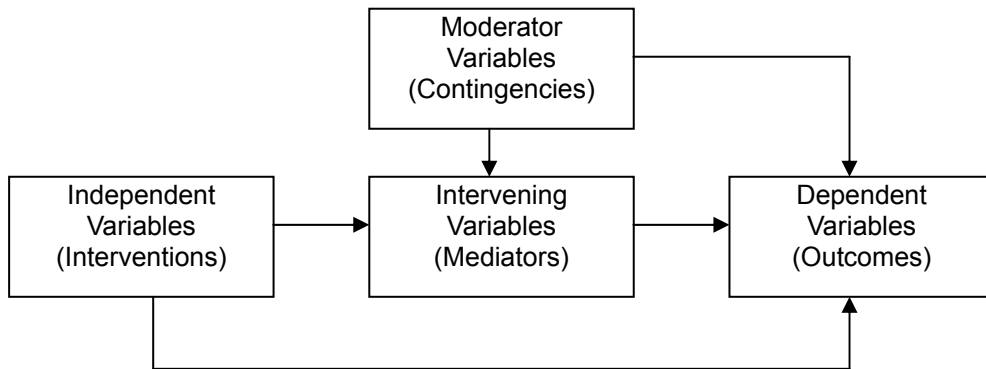 Moderator
Variables
(Contingencies)
Independent
Variables
(Interventions)
Intervening
Variables
(Mediators)
Dependent
Variables
(Outcomes)